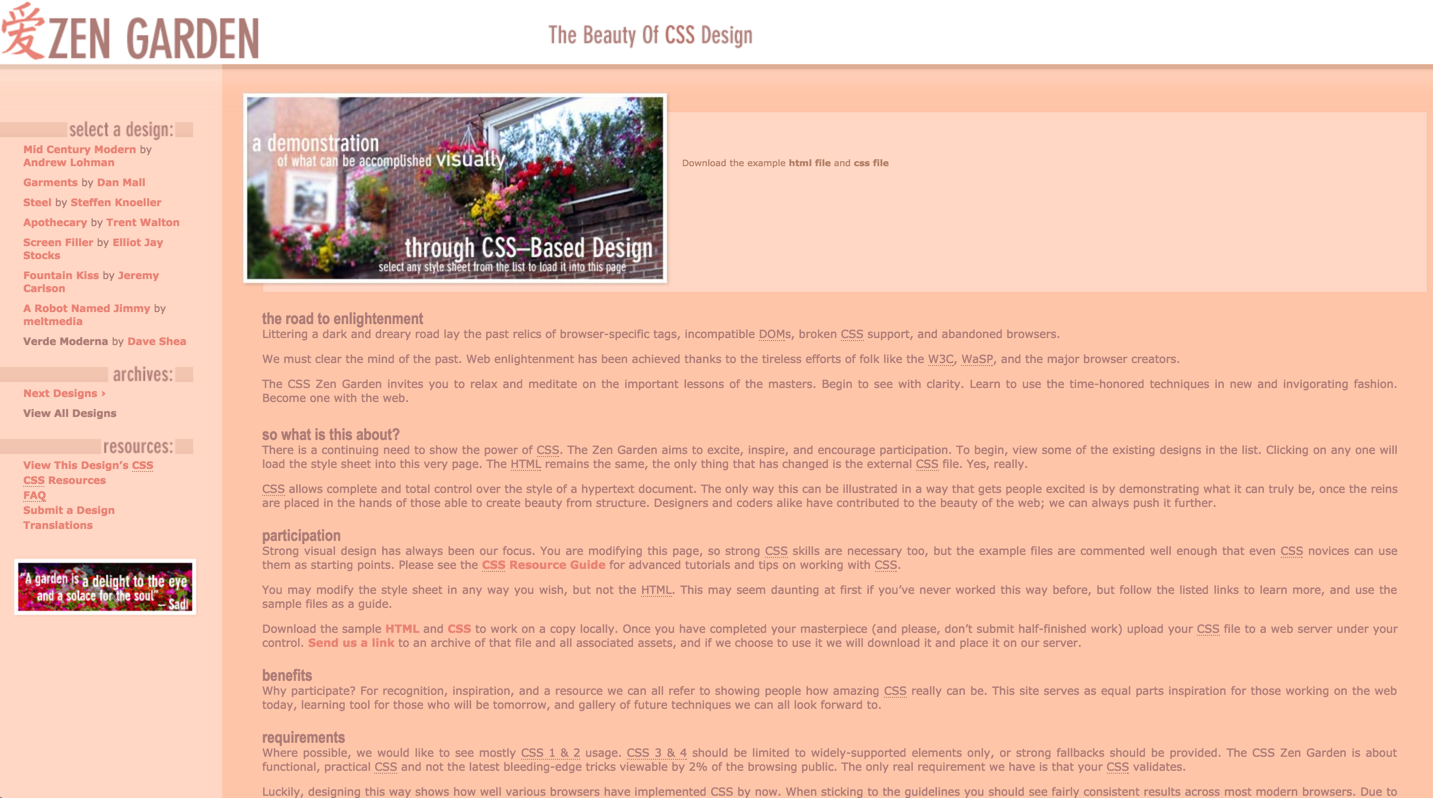 爱ZEN GARDEN
The Beauty Of CSS Design
select a design:
Mid Century Modern by
Andrew Lohman
Garments by Dan Mall
Steel by Steffen Knoeller
Apothecary by Trent Walton
Screen Filler by Elliot Jay
Stocks
Fountain Kiss by Jeremy
Carlson
A Robot Named Jimmy by
meltmedia
Verde Moderna by Dave Shea
archives:
Next Designs ›
View All Designs
resources:
View This Design’s CSS
CSS Resources
FAQ
Submit a Design
Translations
"A garden is a delight to the eye
and a solace for the soul"
— Sadi
a demonstration
of what can be accomplished visually
through CSS–Based Design
select any style sheet from the list to load it into this page
Download the example html file and css file
the road to enlightenment
Littering a dark and dreary road lay the past relics of browser-specific tags, incompatible DOMs, broken CSS support, and abandoned browsers.
We must clear the mind of the past. Web enlightenment has been achieved thanks to the tireless efforts of folk like the W3C, WaSP, and the major browser creators.
The CSS Zen Garden invites you to relax and meditate on the important lessons of the masters. Begin to see with clarity. Learn to use the time-honored techniques in new and invigorating fashion.
Become one with the web.
so what is this about?
There is a continuing need to show the power of CSS. The Zen Garden aims to excite, inspire, and encourage participation. To begin, view some of the existing designs in the list. Clicking on any one will
load the style sheet into this very page. The HTML remains the same, the only thing that has changed is the external CSS file. Yes, really.
CSS allows complete and total control over the style of a hypertext document. The only way this can be illustrated in a way that gets people excited is by demonstrating what it can truly be, once the reins
are placed in the hands of those able to create beauty from structure. Designers and coders alike have contributed to the beauty of the web; we can always push it further.
participation
Strong visual design has always been our focus. You are modifying this page, so strong CSS skills are necessary too, but the example files are commented well enough that even CSS novices can use
them as starting points. Please see the CSS Resource Guide for advanced tutorials and tips on working with CSS.
You may modify the style sheet in any way you wish, but not the HTML. This may seem daunting at first if you’ve never worked this way before, but follow the listed links to learn more, and use the
sample files as a guide.
Download the sample HTML and CSS to work on a copy locally. Once you have completed your masterpiece (and please, don’t submit half-finished work) upload your CSS file to a web server under your
control. Send us a link to an archive of that file and all associated assets, and if we choose to use it we will download it and place it on our server.
benefits
Why participate? For recognition, inspiration, and a resource we can all refer to showing people how amazing CSS really can be. This site serves as equal parts inspiration for those working on the web
today, learning tool for those who will be tomorrow, and gallery of future techniques we can all look forward to.
requirements
Where possible, we would like to see mostly CSS 1 & 2 usage. CSS 3 & 4 should be limited to widely-supported elements only, or strong fallbacks should be provided. The CSS Zen Garden is about
functional, practical CSS and not the latest bleeding-edge tricks viewable by 2% of the browsing public. The only real requirement we have is that your CSS validates.
Luckily, designing this way shows how well various browsers have implemented CSS by now. When sticking to the guidelines you should see fairly consistent results across most modern browsers. Due to